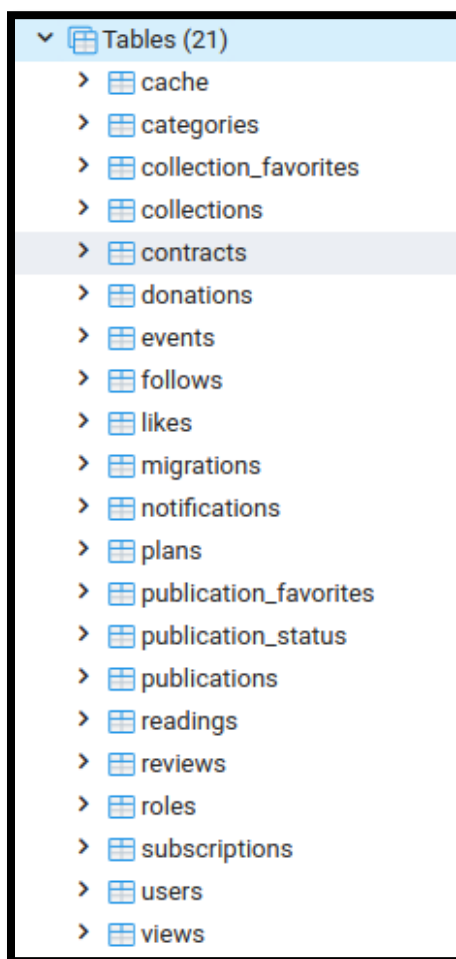 Tables (21)
cache
categories
collection_favorites
collections
contracts
donations
events
follows
likes
migrations
notifications
plans
publication_favorites
publication_status
publications
readings
reviews
roles
subscriptions
users
views